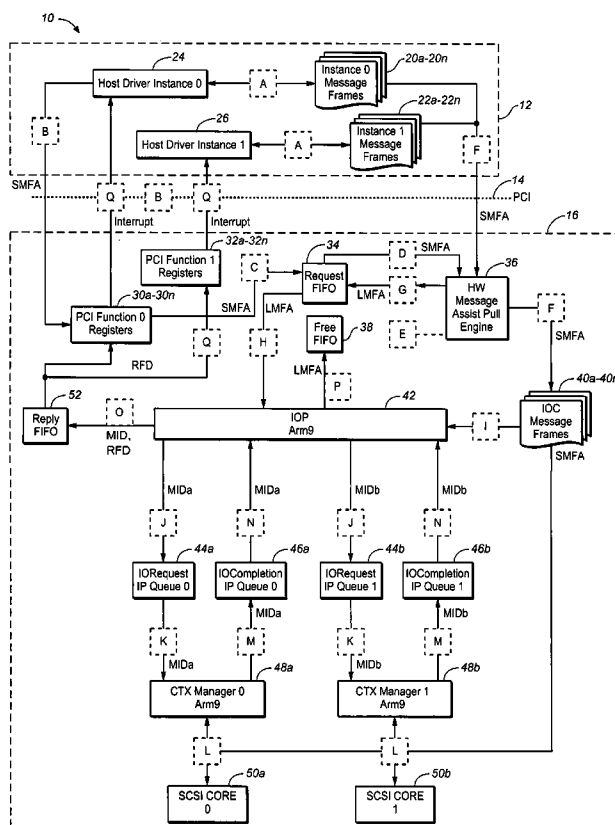 10
24
Host Driver Instance 0
A
20a-20n
Instance 0
Message
Frames
22a-22n
12
B
26
Host Driver Instance 1
A
Instance 1
Message
Frames
F
SMFA
14
Q
B
Q
PCI
Interrupt
Interrupt
SMFA
16
32a-32n
PCI Function 1
Registers
C
34
Request
FIFO
D
SMFA
36
HW
Message
Assist Pull
Engine
G
LMFA
30a-30n
PCI Function 0
Registers
SMFA
LMFA
38
E
F
SMFA
Q
H
Free
FIFO
RFD
LMFA
P
40a-40n
52
Reply
FIFO
O
MID,
RFD
42
IOP
Arm9
I
IOC
Message
Frames
SMFA
MIDa
MIDa
MIDb
MIDb
J
N
J
N
44a
46a
44b
46b
IORequest
IP Queue 0
IOCompletion
IP Queue 0
IORequest
IP Queue 1
IOCompletion
IP Queue 1
MIDa
MIDb
K
M
K
M
MIDa
48a
MIDb
48b
CTX Manager 0
Arm9
CTX Manager 1
Arm9
L
L
50a
50b
SCSI CORE
0
SCSI CORE
1